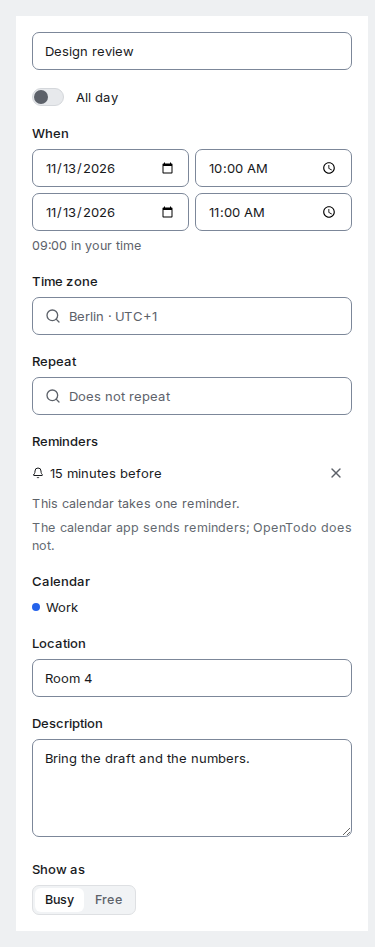 Design review
All day
When
11/13/2026
10:00 AM
11/13/2026
11:00 AM
09:00 in your time
Time zone
Berlin · UTC+1
Repeat
Does not repeat
Reminders
15 minutes before
This calendar takes one reminder.
The calendar app sends reminders; OpenTodo does
not.
Calendar
Work
Location
Room 4
Description
Bring the draft and the numbers.
Show as
Busy
Free